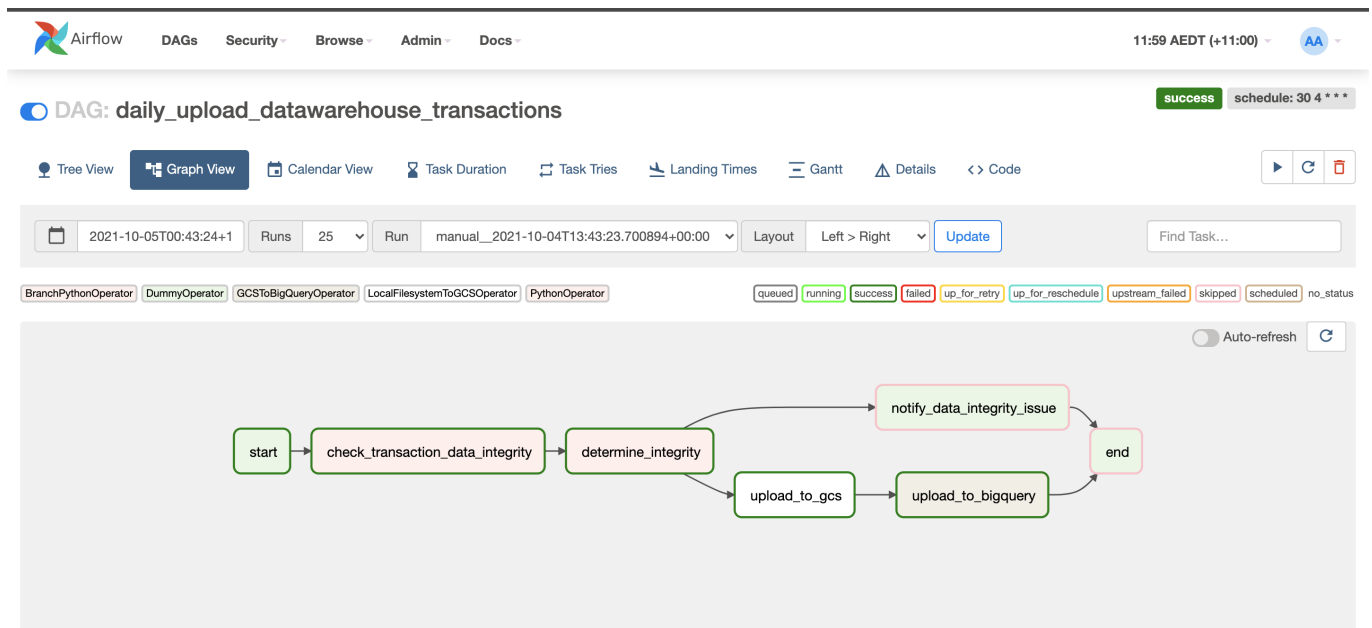 Airflow DAGs Security Browse Admin Docs 11:59 AEDT (+11:00) AA
DAG: daily_upload_datawarehouse_transactions success schedule: 30 4 * * *
Tree View Graph View Calendar View Task Duration Task Tries Landing Times Gantt Details <> Code
2021-10-05T00:43:24+1 Runs 25 Run manual__2021-10-04T13:43:23.700894+00:00 Layout Left > Right Update Find Task...
BranchPythonOperator DummyOperator GCSToBigQueryOperator LocalFilesystemToGCSOperator PythonOperator queued running success failed up_for_retry up_for_reschedule upstream_failed skipped scheduled no_status
Auto-refresh
notify_data_integrity_issue
start check_transaction_data_integrity determine_integrity end
upload_to_gcs upload_to_bigquery